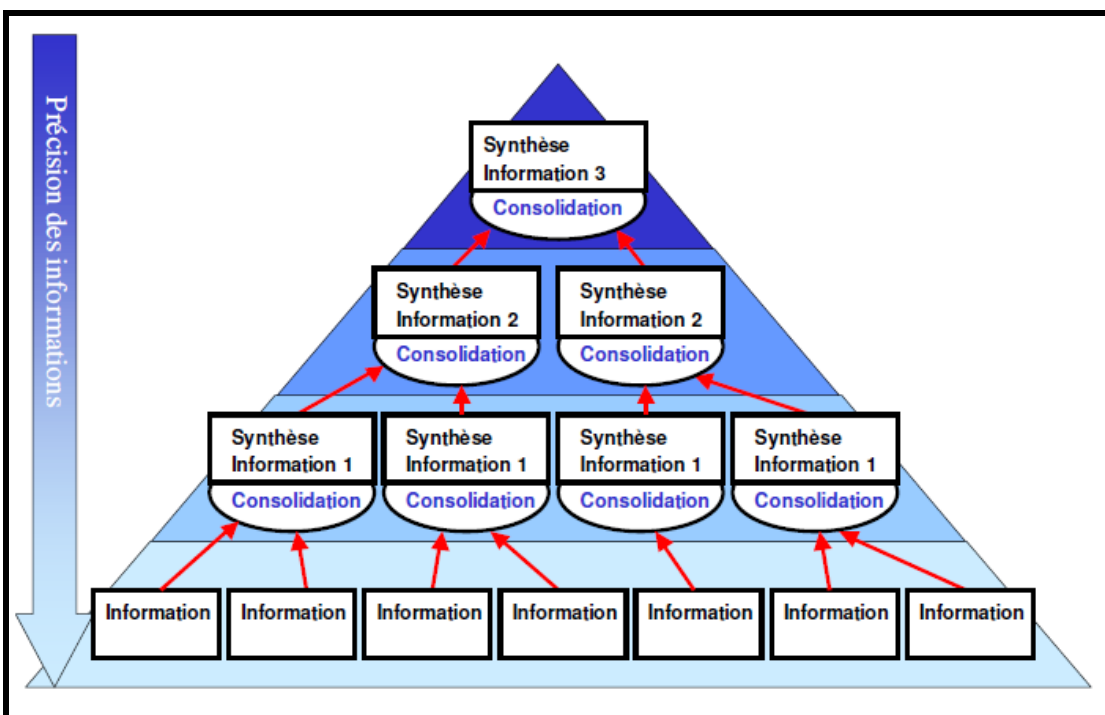 Précision des informations
Synthèse
Information 3
Consolidation
Synthèse
Information 2
Consolidation
Synthèse
Information 2
Consolidation
Synthèse
Information 1
Consolidation
Synthèse
Information 1
Consolidation
Synthèse
Information 1
Consolidation
Synthèse
Information 1
Consolidation
Information
Information
Information
Information
Information
Information
Information